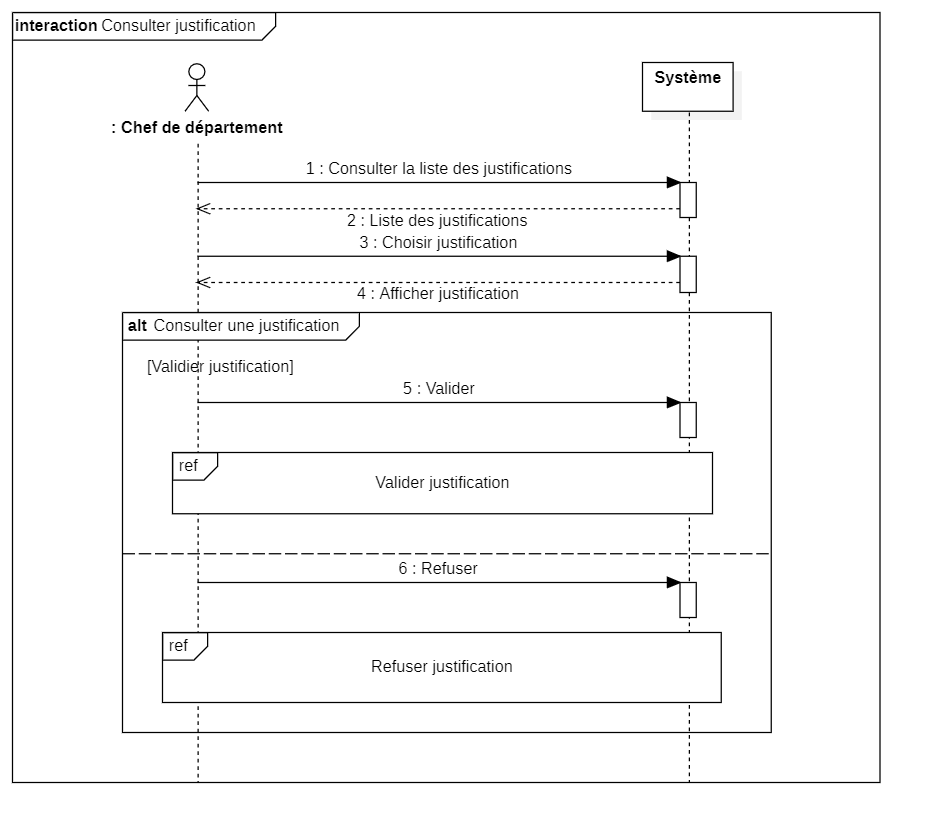 interaction Consulter justification
Système
: Chef de département
1 : Consulter la liste des justifications
2 : Liste des justifications
3 : Choisir justification
4 : Afficher justification
alt Consulter une justification
[Validier justification]
5 : Valider
ref
Valider justification
6 : Refuser
ref
Refuser justification